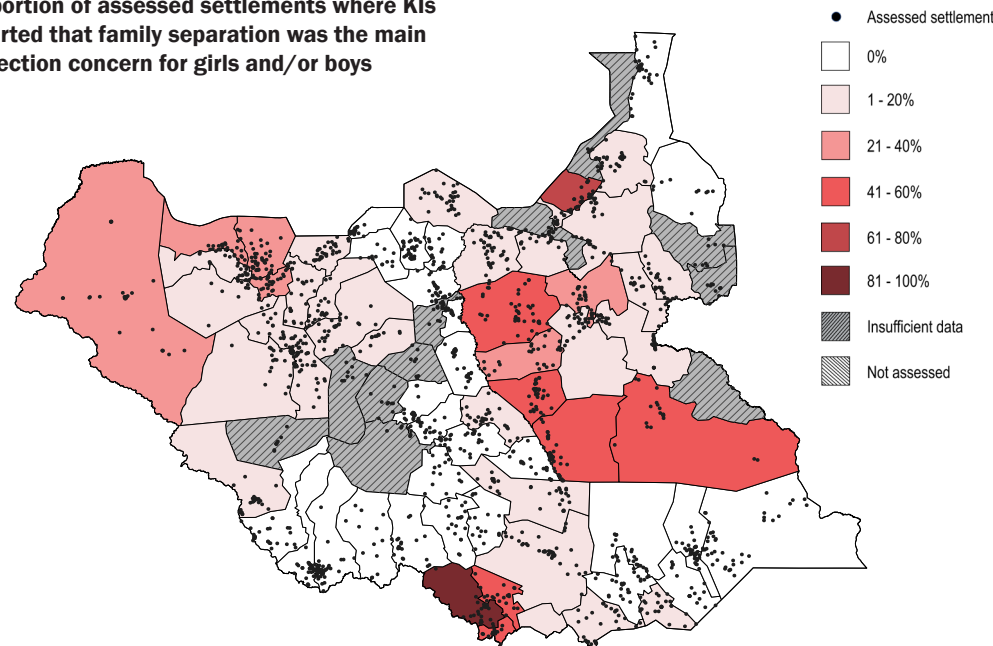 portion of assessed settlements where KIs
rted that family separation was the main
ection concern for girls and/or boys
Assessed settlement
0%
1 - 20%
21 - 40%
41 - 60%
61 - 80%
81 - 100%
Insufficient data
Not assessed